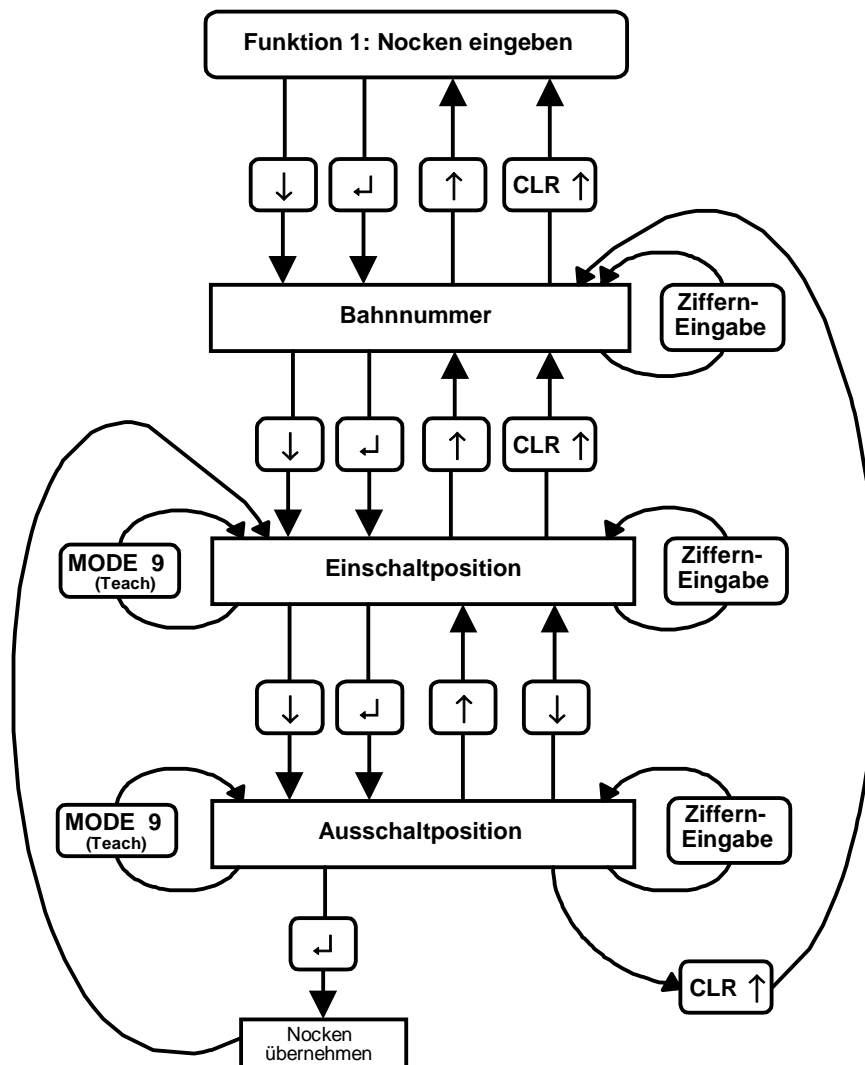 Funktion 1: Nocken eingeben
↓ ↵ ↑ CLR ↑
Bahnnummer
Ziffern-
Eingabe
↓ ↵ ↑ CLR ↑
MODE 9
(Teach)
Einschaltposition
Ziffern-
Eingabe
↓ ↵ ↑ ↓
MODE 9
(Teach)
Ausschaltposition
Ziffern-
Eingabe
↵
CLR ↑
Nocken
übernehmen